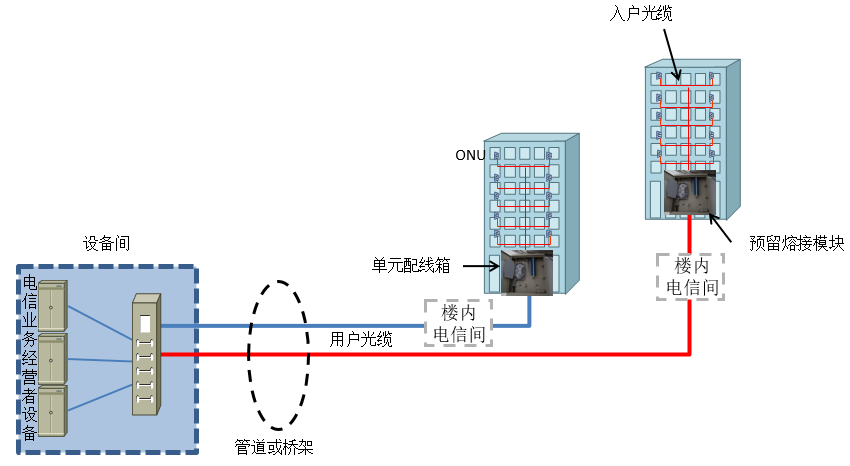 入户光缆
ONU
设备间
单元配线箱
预留熔接模块
楼内
电信间
电信业务经营者设备
楼内
电信间
用户光缆
管道或桥架